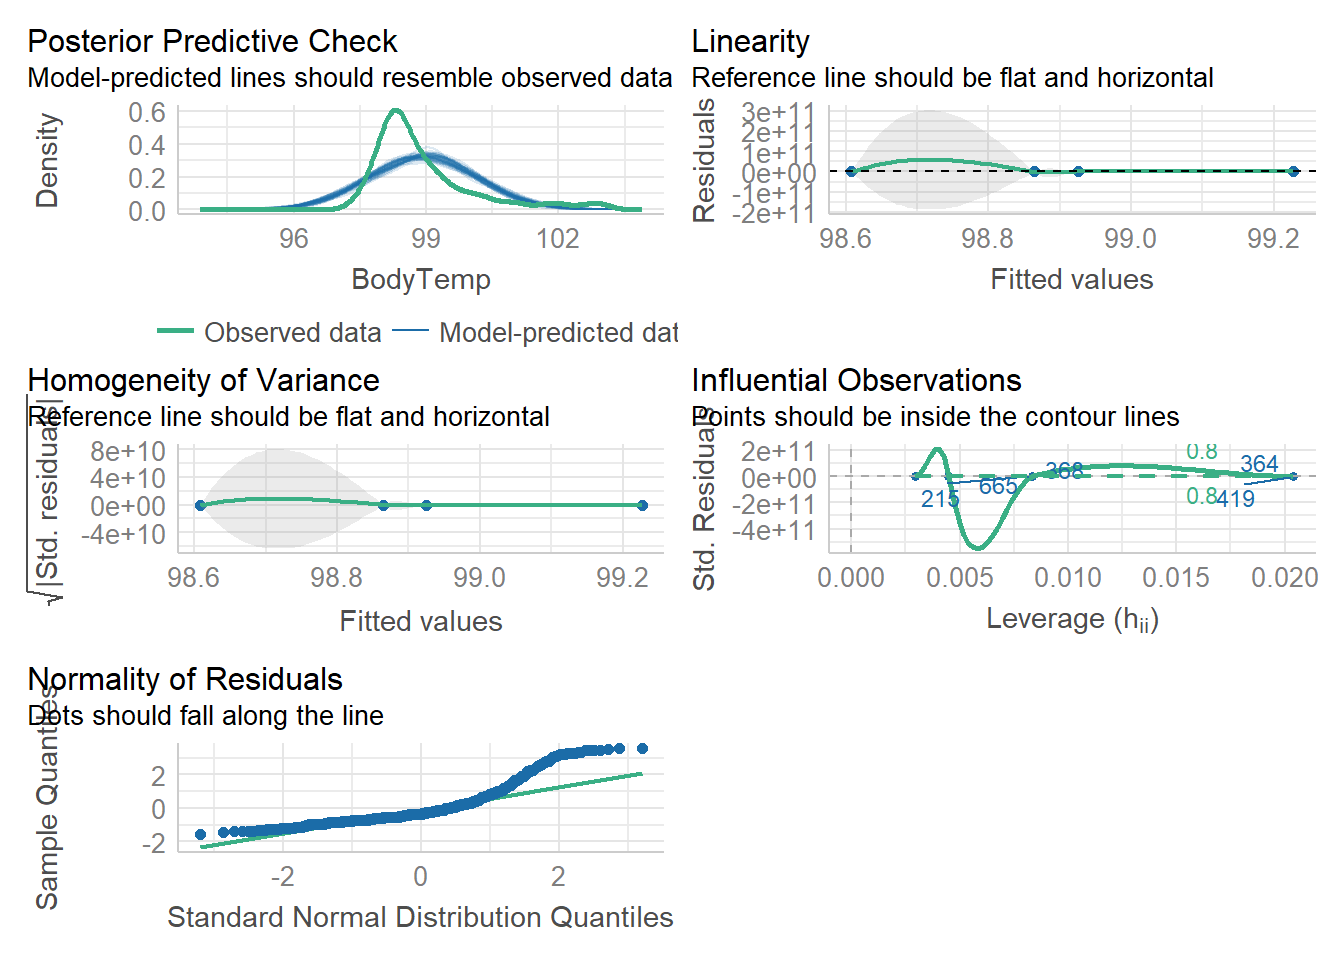 Posterior Predictive Check
Model-predicted lines should resemble observed data
Density
0.6
0.4
0.2
0.0
96 99 102
BodyTemp
Observed data Model-predicted dat
Linearity
Reference line should be flat and horizontal
Residuals
3e+11
2e+11
1e+11
0e+00
-1e+11
-2e+11
98.6 98.8 99.0 99.2
Fitted values
Homogeneity of Variance
Reference line should be flat and horizontal
√|Std. residuals|
8e+10
4e+10
0e+00
-4e+10
98.6 98.8 99.0 99.2
Fitted values
Influential Observations
Points should be inside the contour lines
Std. Residuals
2e+11
0e+00
-2e+11
-4e+11
0.8
368 364
215 665 0.8 419
0.000 0.005 0.010 0.015 0.020
Leverage (hii)
Normality of Residuals
Dots should fall along the line
Sample Quantiles
2
0
-2
-2 0 2
Standard Normal Distribution Quantiles